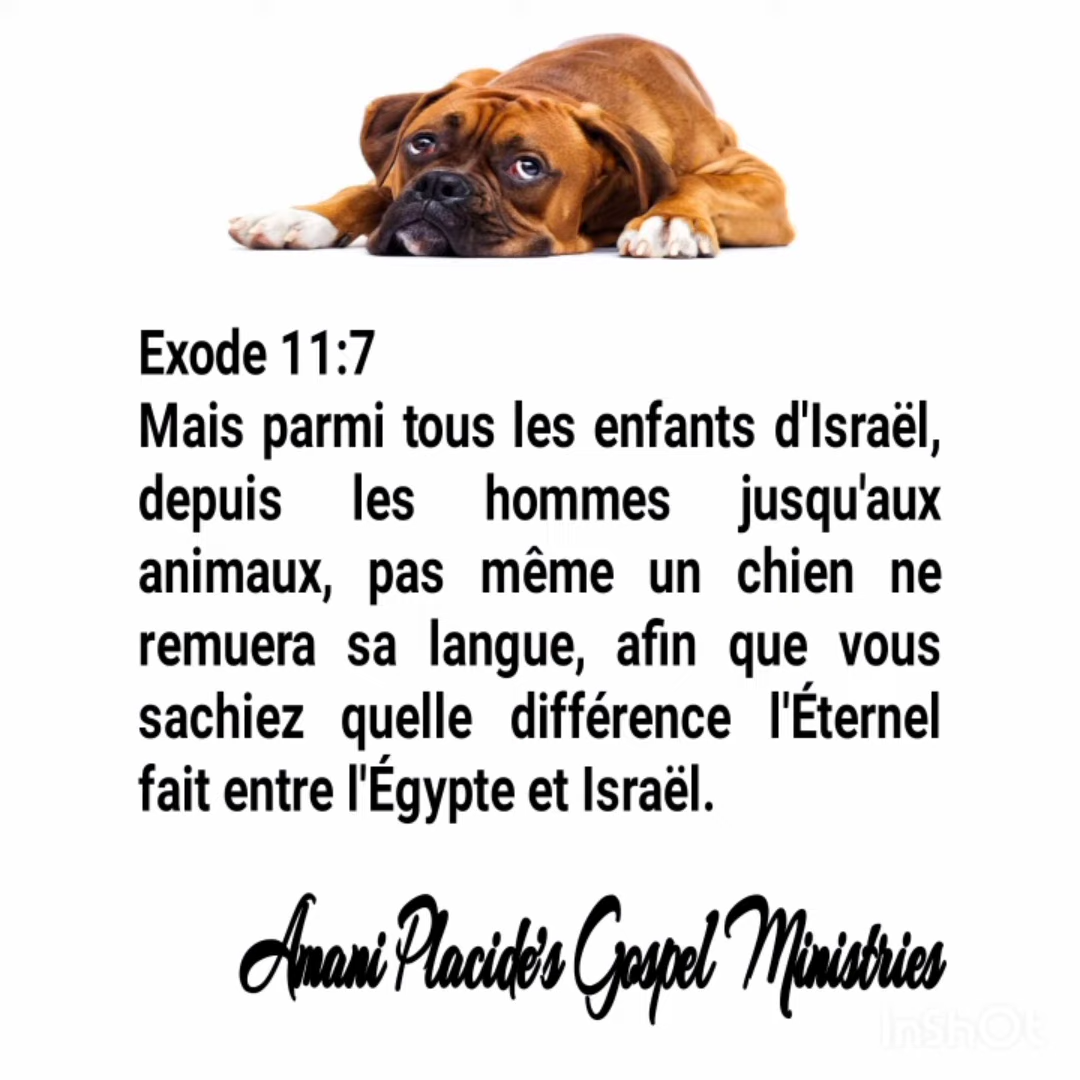 Exode 11:7
Mais parmi tous les enfants d'Israël,
depuis les hommes jusqu'aux
animaux, pas même un chien ne
remuera sa langue, afin que vous
sachiez quelle différence l'Éternel
fait entre l'Égypte et Israël.
Amani Placide's Gospel Ministries
InShOt